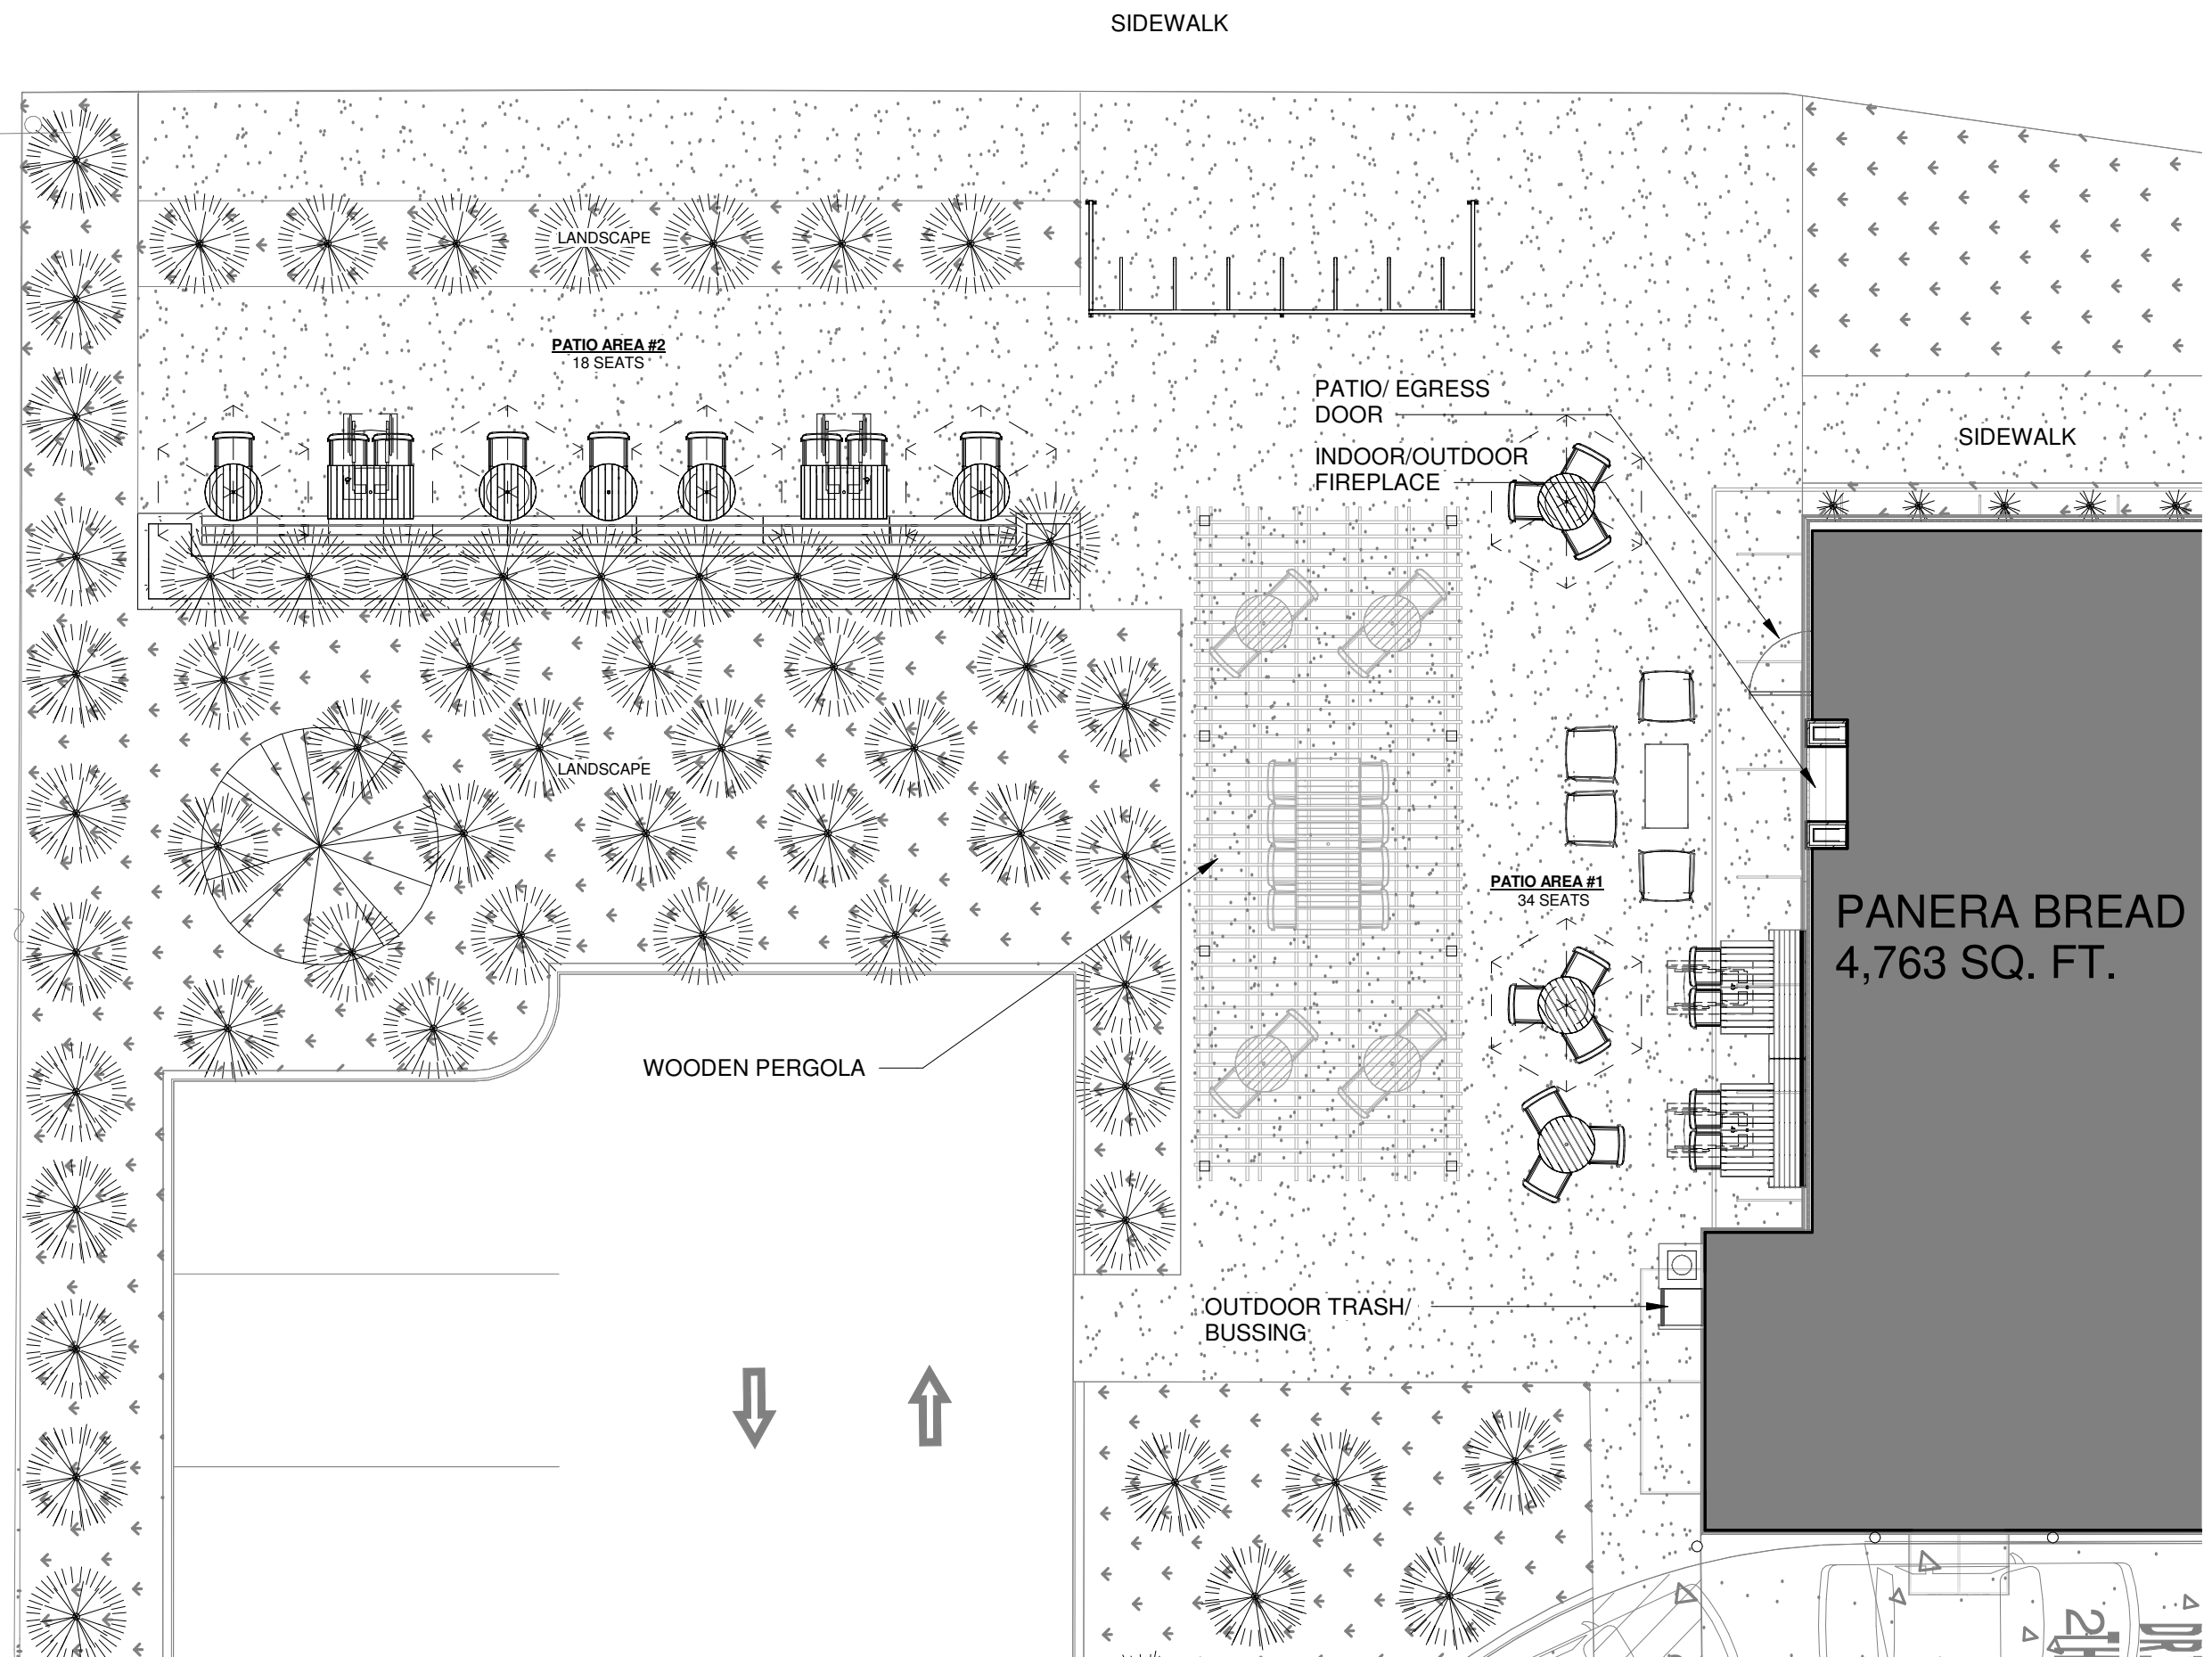 SIDEWALK
LANDSCAPE
PATIO AREA #2
18 SEATS
PATIO/ EGRESS
DOOR
INDOOR/OUTDOOR
FIREPLACE
SIDEWALK
LANDSCAPE
PATIO AREA #1
34 SEATS
PANERA BREAD
4,763 SQ. FT.
WOODEN PERGOLA
OUTDOOR TRASH/
BUSSING